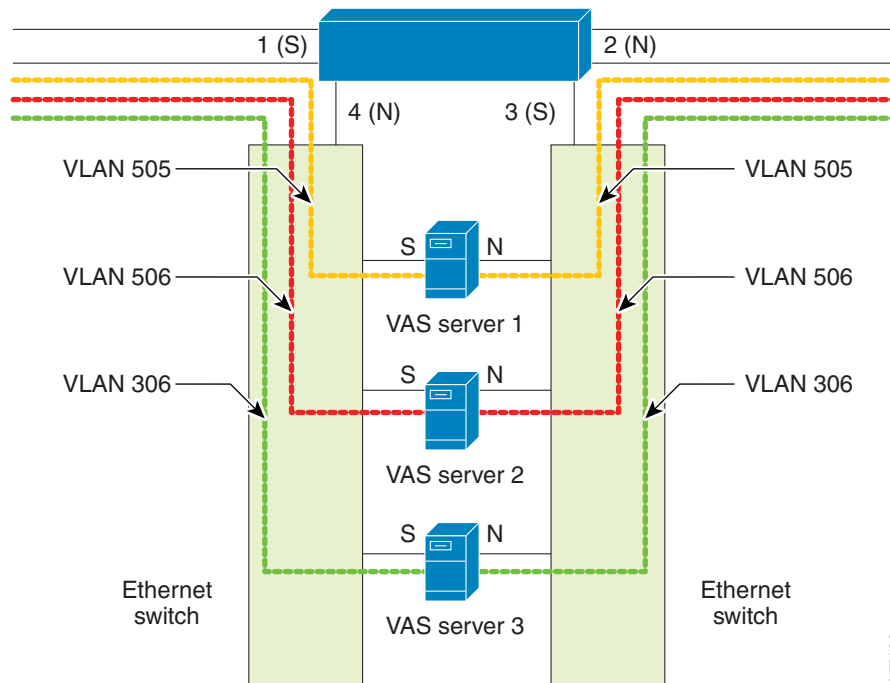 1 (S)
2 (N)
4 (N)
3 (S)
VLAN 505
VLAN 505
S
N
VLAN 506
VLAN 506
VAS server 1
S
N
VLAN 306
VLAN 306
VAS server 2
S
N
Ethernet
switch
Ethernet
switch
VAS server 3